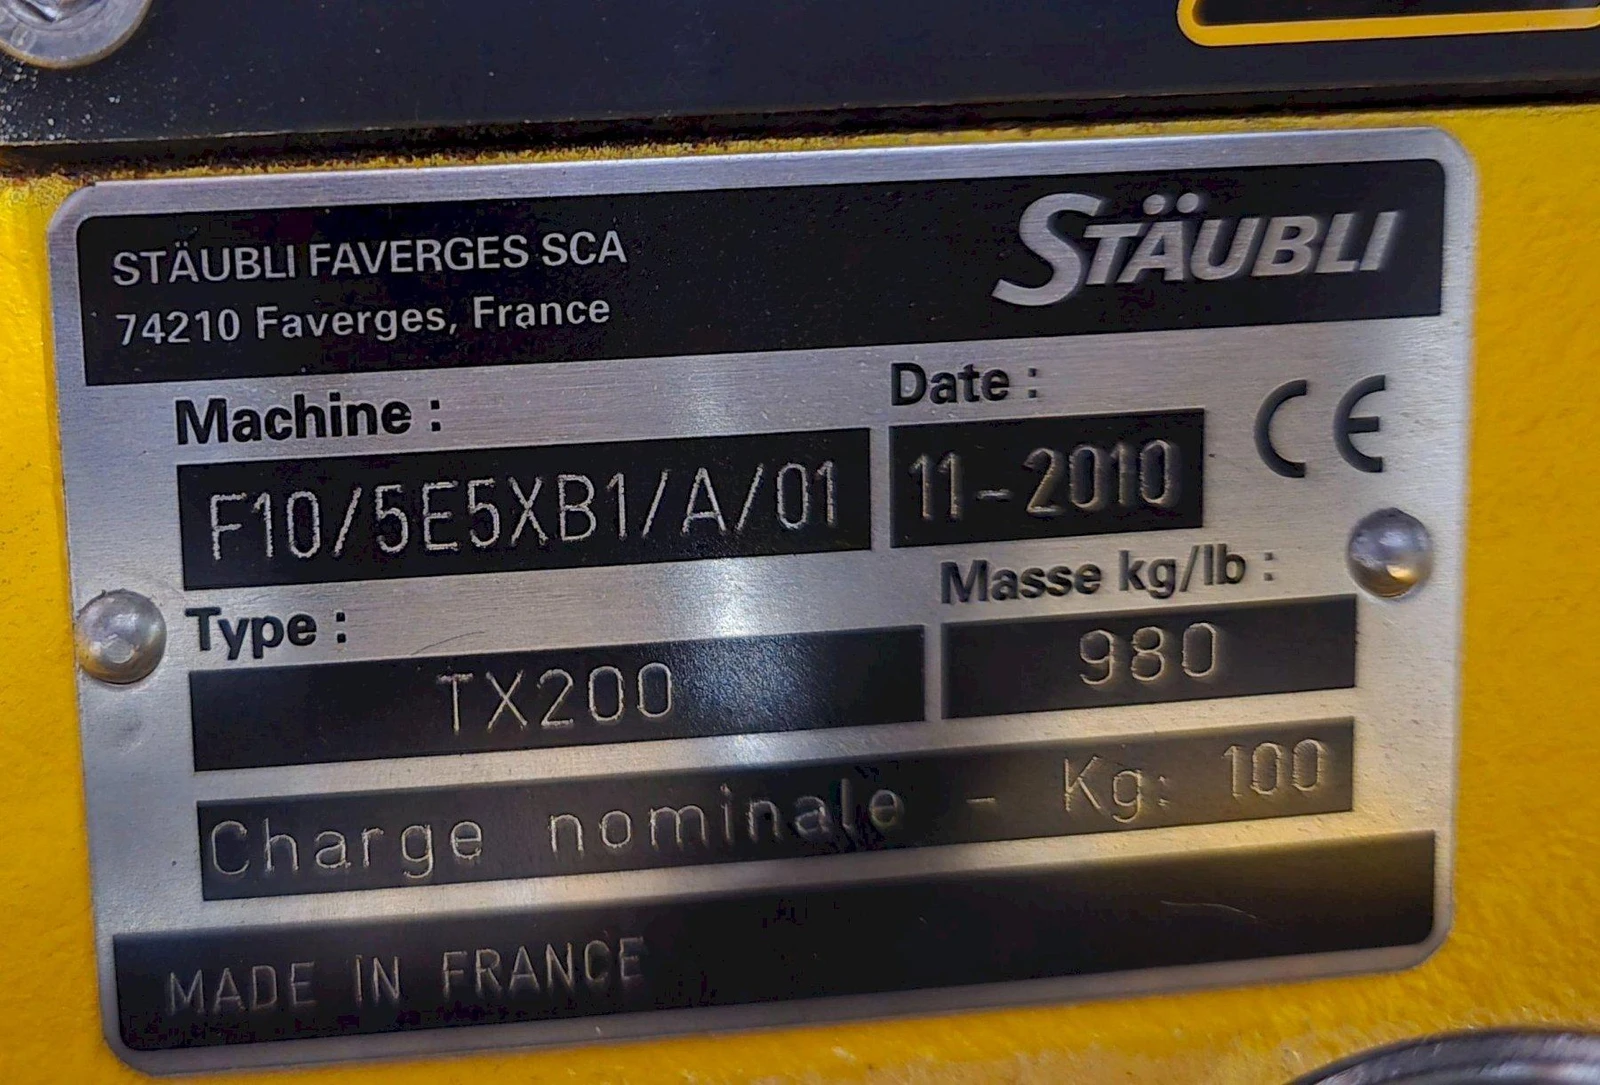 STÄUBLI FAVERGES SCA
74210 Faverges, France
STÄUBLI
Machine :
F10/5E5XB1/A/01
Date :
11-2010
CE
Type :
TX200
Masse kg/lb :
980
Charge nominale - Kg: 100
MADE IN FRANCE